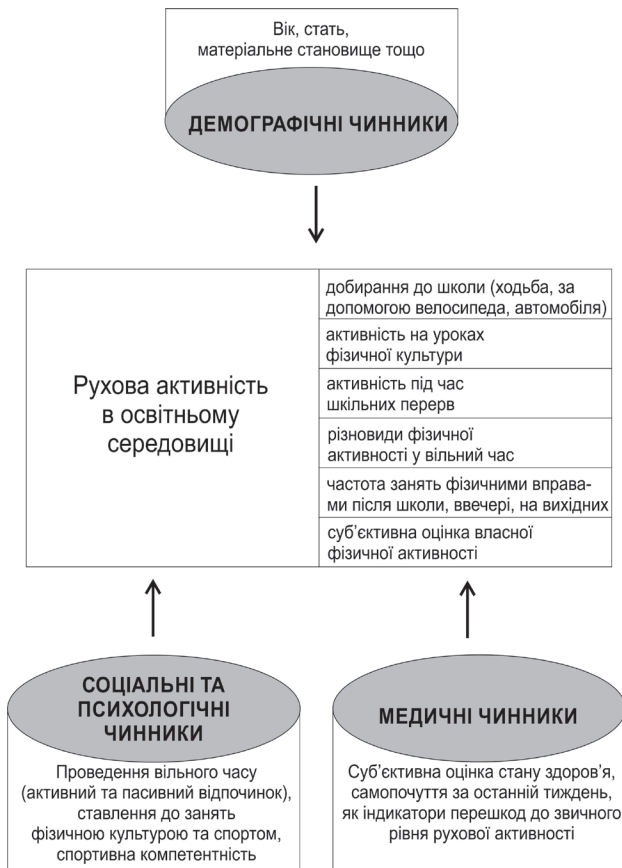 Вік, стать,
матеріальне становище тощо
ДЕМОГРАФІЧНІ ЧИННИКИ
Рухова активність
в освітньому
середовищі
добирання до школи (ходьба, за
допомогою велосипеда, автомобіля)
активність на уроках
фізичної культури
активність під час
шкільних перерв
різновиди фізичної
активності у вільний час
частота занять фізичними вправа-
ми після школи, ввечері, на вихідних
суб’єктивна оцінка власної
фізичної активності
СОЦІАЛЬНІ ТА
ПСИХОЛОГІЧНІ
ЧИННИКИ
Проведення вільного часу
(активний та пасивний відпочинок),
ставлення до занять
фізичною культурою та спортом,
спортивна компетентність
МЕДИЧНІ ЧИННИКИ
Суб’єктивна оцінка стану здоров’я,
самопочуття за останній тиждень,
як індикатори перешкод до звичного
рівня рухової активності